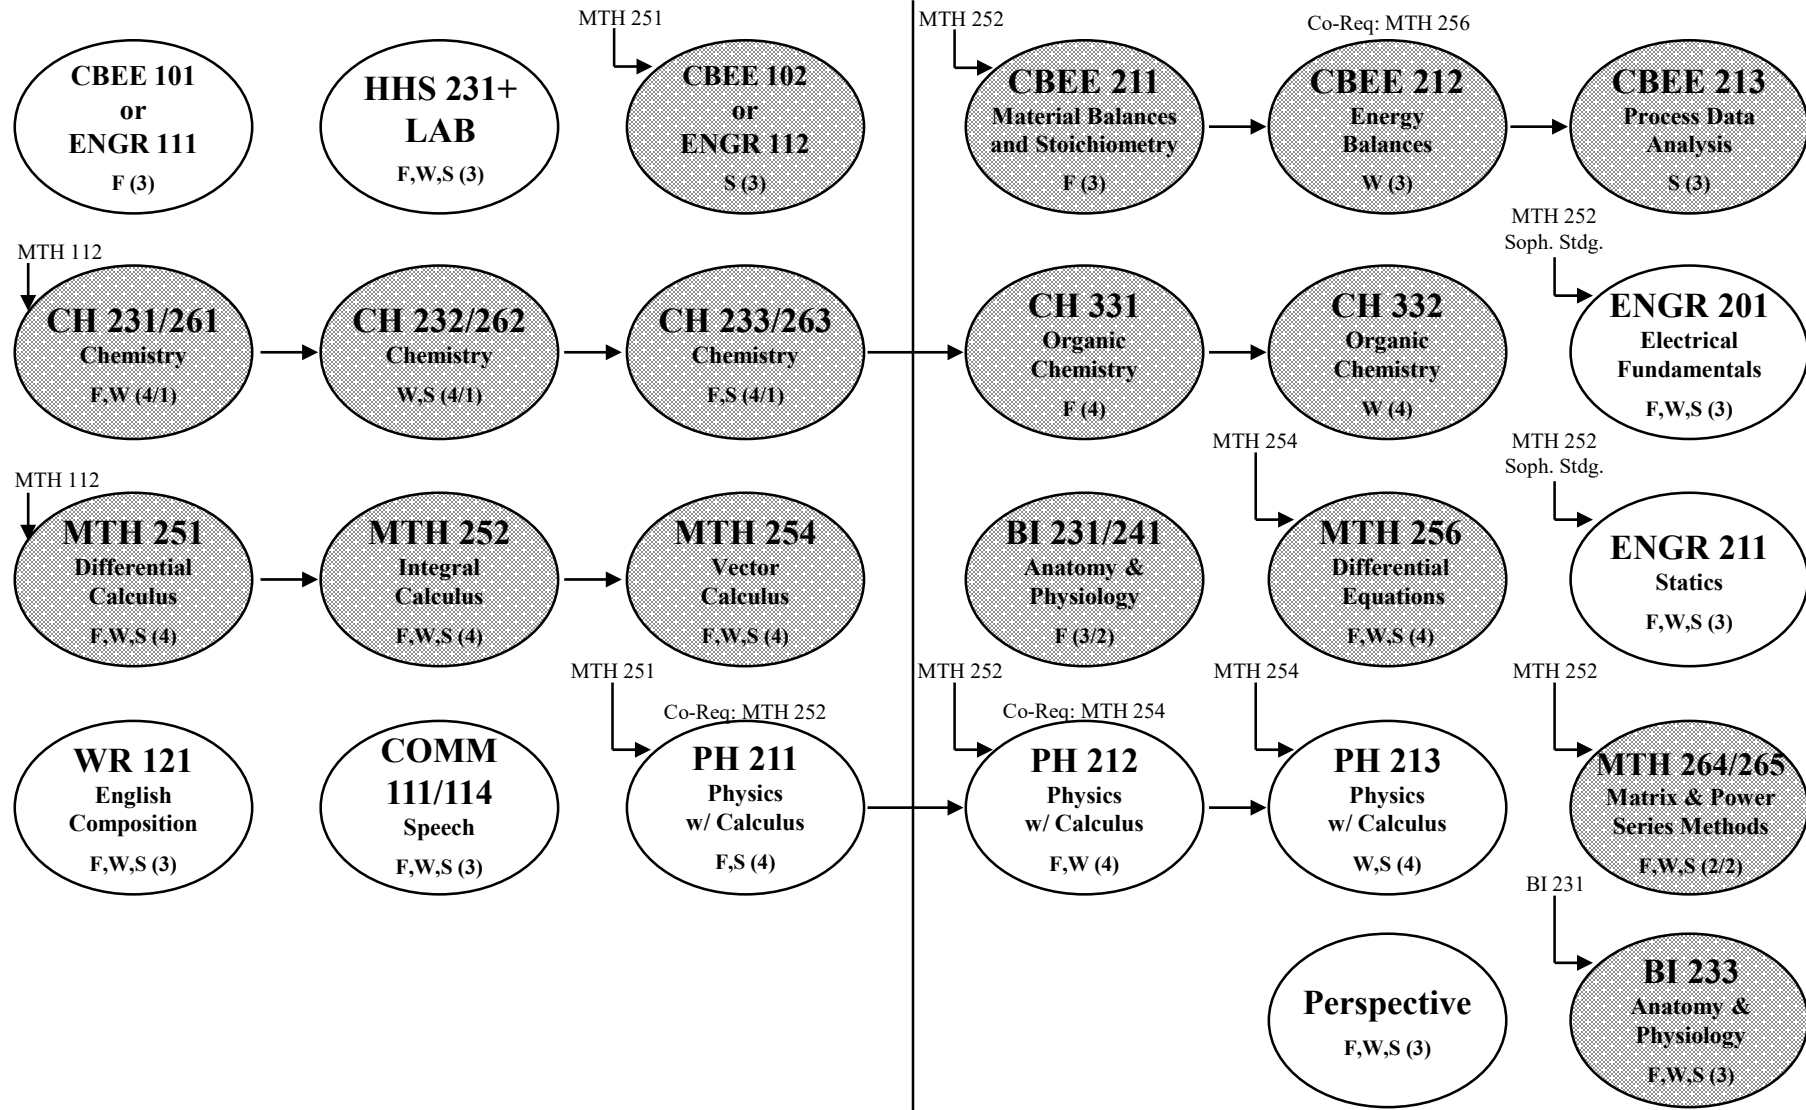 MTH 251
CBEE 101
or
ENGR 111
F (3)
HHS 231+
LAB
F,W,S (3)
CBEE 102
or
ENGR 112
S (3)
MTH 252
CBEE 211
Material Balances
and Stoichiometry
F (3)
Co-Req: MTH 256
CBEE 212
Energy
Balances
W (3)
CBEE 213
Process Data
Analysis
S (3)
MTH 112
CH 231/261
Chemistry
F,W (4/1)
CH 232/262
Chemistry
W,S (4/1)
CH 233/263
Chemistry
F,S (4/1)
CH 331
Organic
Chemistry
F (4)
CH 332
Organic
Chemistry
W (4)
MTH 252
Soph. Stdg.
ENGR 201
Electrical
Fundamentals
F,W,S (3)
MTH 112
MTH 251
Differential
Calculus
F,W,S (4)
MTH 252
Integral
Calculus
F,W,S (4)
MTH 254
Vector
Calculus
F,W,S (4)
BI 231/241
Anatomy &
Physiology
F (3/2)
MTH 254
MTH 256
Differential
Equations
F,W,S (4)
MTH 252
Soph. Stdg.
ENGR 211
Statics
F,W,S (3)
WR 121
English
Composition
F,W,S (3)
COMM
111/114
Speech
F,W,S (3)
MTH 251
Co-Req: MTH 252
PH 211
Physics
w/ Calculus
F,S (4)
MTH 252
Co-Req: MTH 254
PH 212
Physics
w/ Calculus
F,W (4)
MTH 254
PH 213
Physics
w/ Calculus
W,S (4)
MTH 252
MTH 264/265
Matrix & Power
Series Methods
F,W,S (2/2)
Perspective
F,W,S (3)
BI 231
BI 233
Anatomy &
Physiology
F,W,S (3)